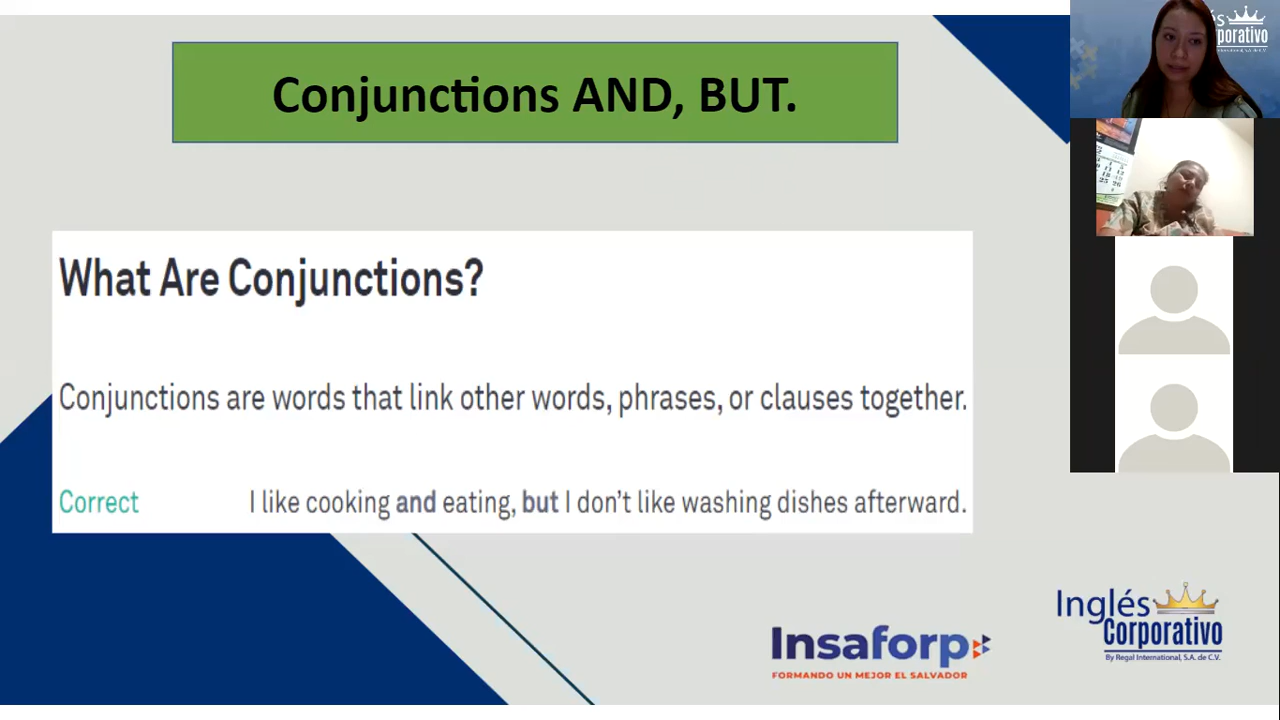 Conjunctions AND, BUT.
What Are Conjunctions?
Conjunctions are words that link other words, phrases, or clauses together.
Correct I like cooking and eating, but I don't like washing dishes afterward.
Insaforp
FORMANDO UN MEJOR EL SALVADOR
Inglés
Corporativo
By Regal International, S.A. de C.V.